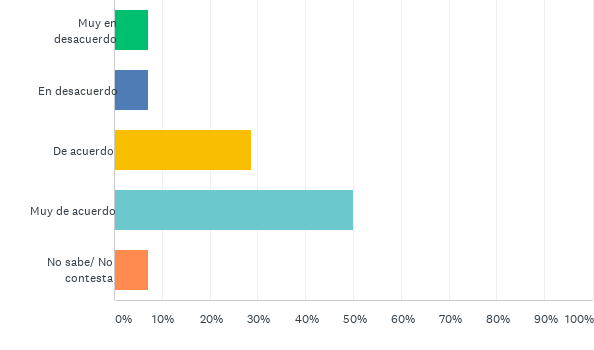 Muy en
desacuerdo
En desacuerdo
De acuerdo
Muy de acuerdo
No sabe/ No
contesta
0% 10% 20% 30% 40% 50% 60% 70% 80% 90% 100%